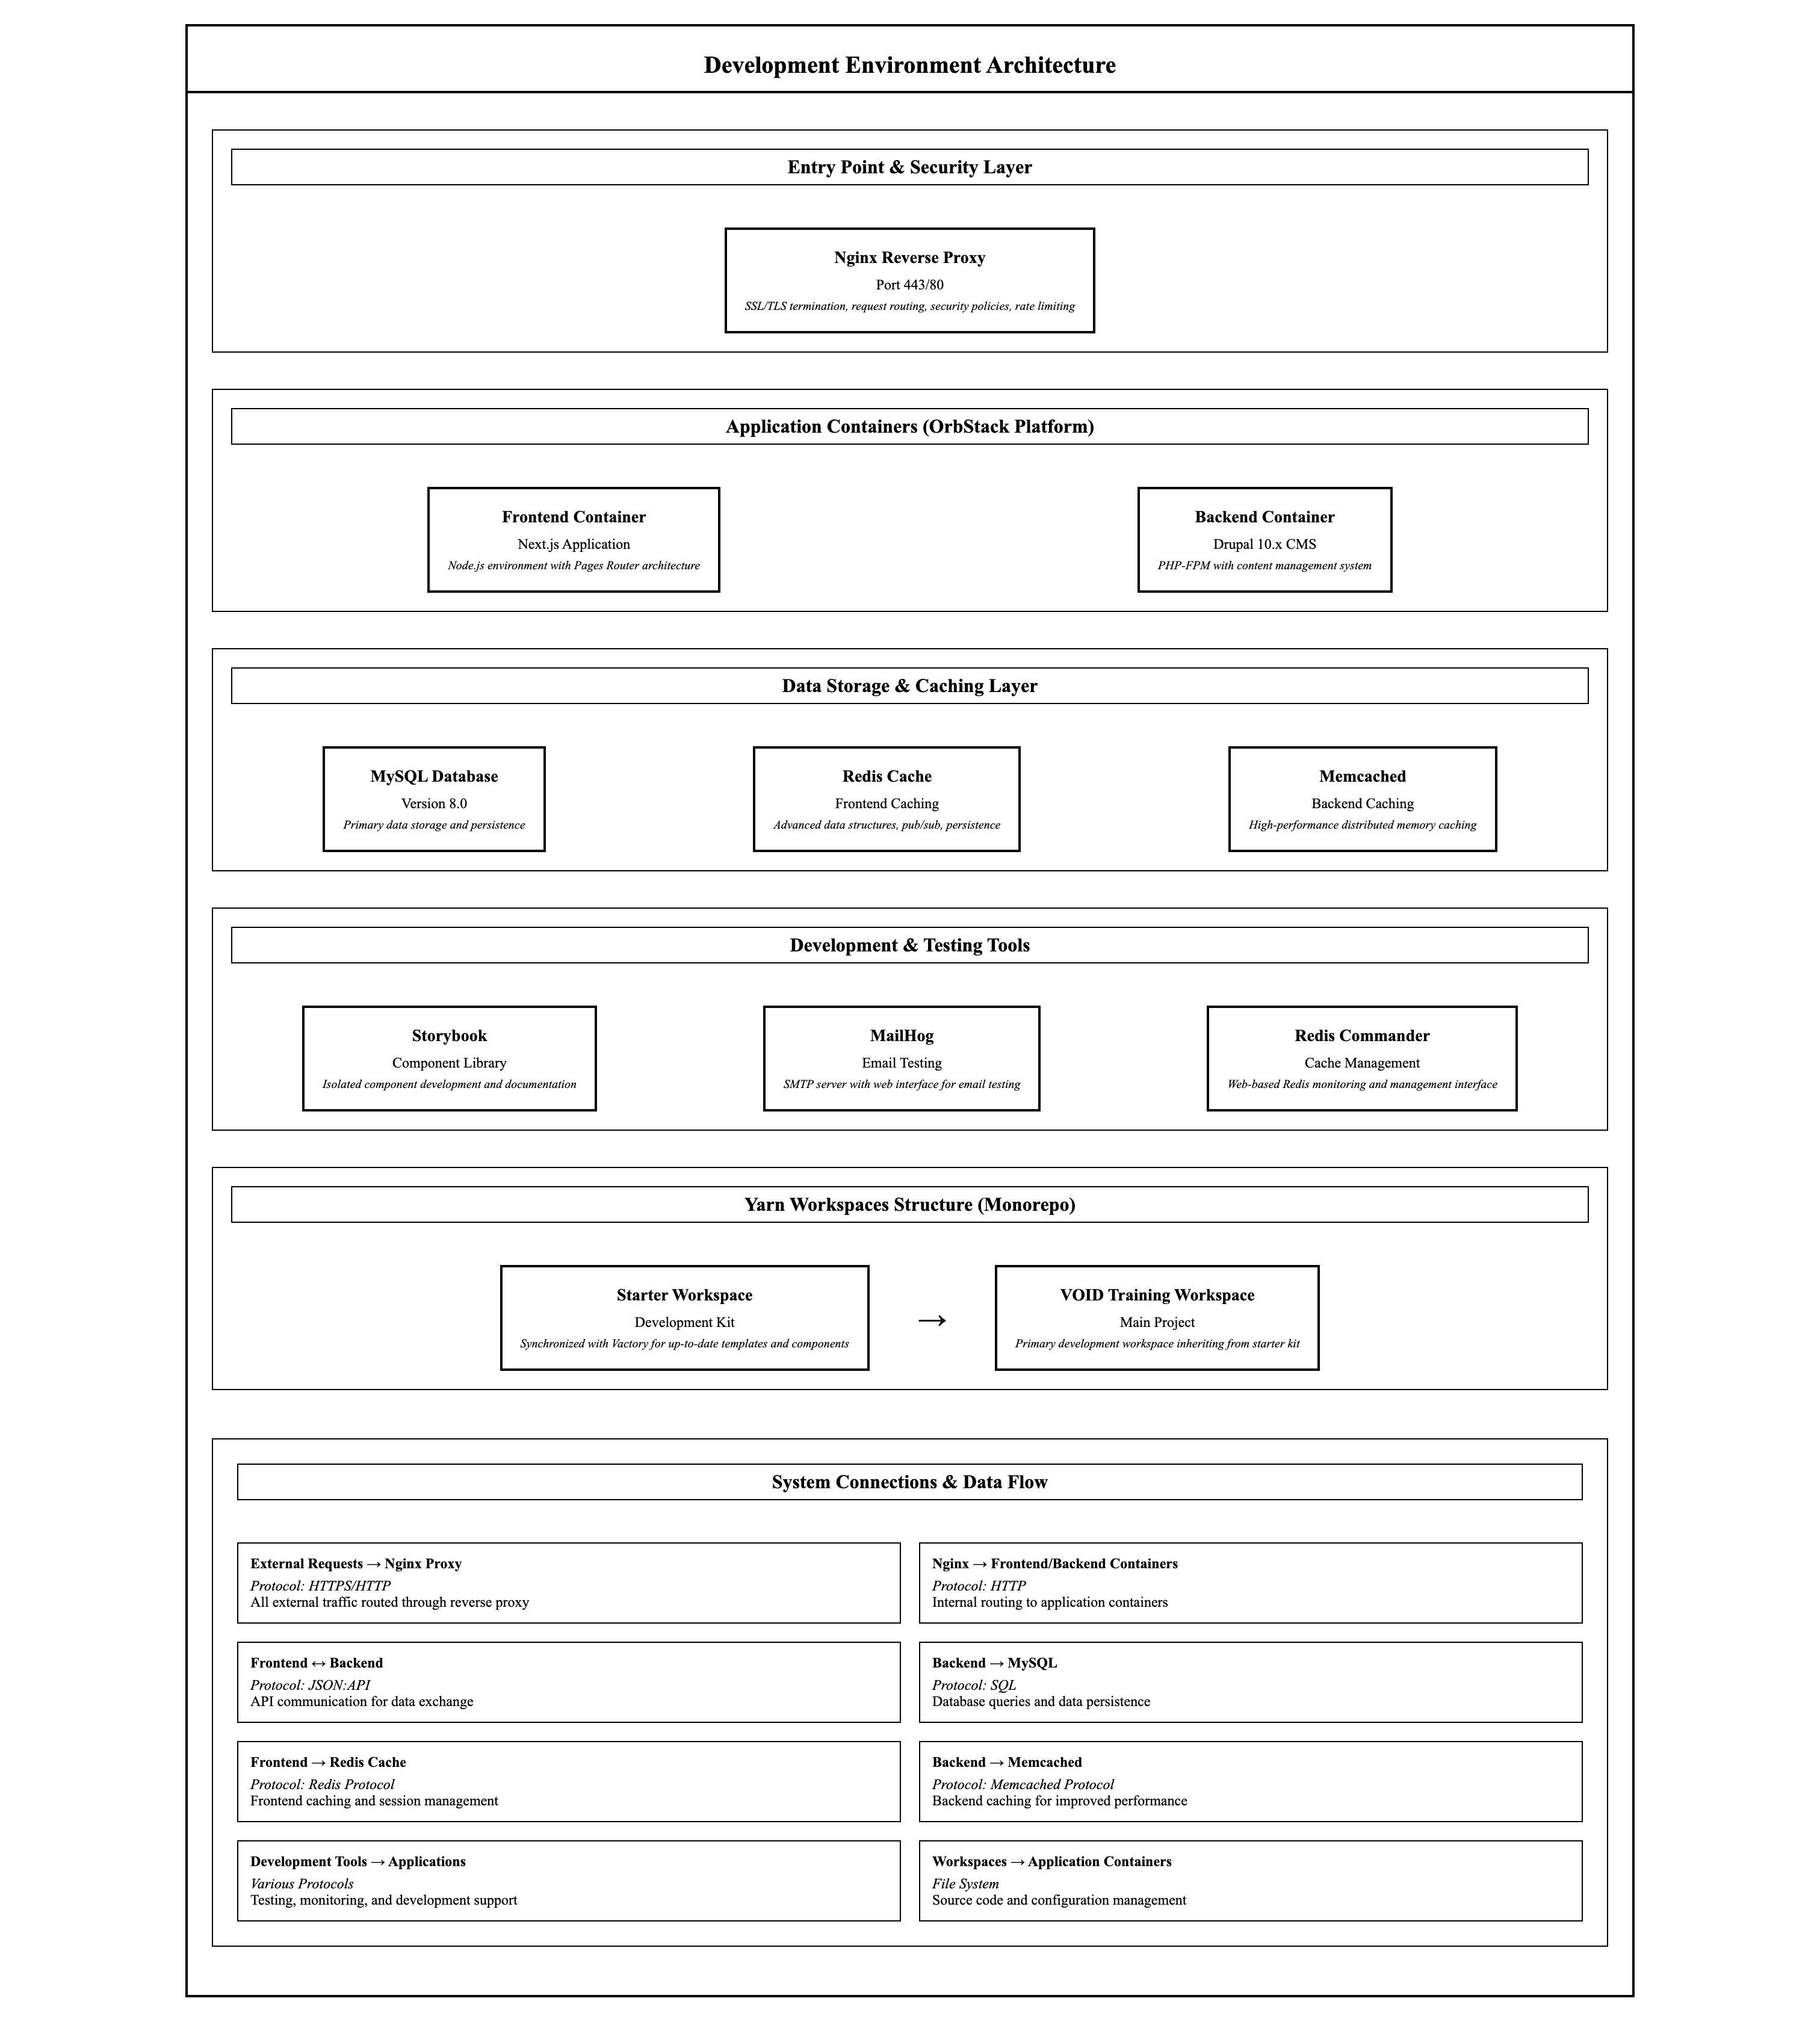 Development Environment Architecture
Entry Point & Security Layer
Nginx Reverse Proxy
Port 443/80
SSL/TLS termination, request routing, security policies, rate limiting
Application Containers (OrbStack Platform)
Frontend Container
Next.js Application
Node.js environment with Pages Router architecture
Backend Container
Drupal 10.x CMS
PHP-FPM with content management system
Data Storage & Caching Layer
MySQL Database
Version 8.0
Primary data storage and persistence
Redis Cache
Frontend Caching
Advanced data structures, pub/sub, persistence
Memcached
Backend Caching
High-performance distributed memory caching
Development & Testing Tools
Storybook
Component Library
Isolated component development and documentation
MailHog
Email Testing
SMTP server with web interface for email testing
Redis Commander
Cache Management
Web-based Redis monitoring and management interface
Yarn Workspaces Structure (Monorepo)
Starter Workspace
Development Kit
Synchronized with Vactory for up-to-date templates and components
→
VOID Training Workspace
Main Project
Primary development workspace inheriting from starter kit
System Connections & Data Flow
External Requests → Nginx Proxy
Protocol: HTTPS/HTTP
All external traffic routed through reverse proxy
Nginx → Frontend/Backend Containers
Protocol: HTTP
Internal routing to application containers
Frontend ↔ Backend
Protocol: JSON:API
API communication for data exchange
Backend → MySQL
Protocol: SQL
Database queries and data persistence
Frontend → Redis Cache
Protocol: Redis Protocol
Frontend caching and session management
Backend → Memcached
Protocol: Memcached Protocol
Backend caching for improved performance
Development Tools → Applications
Various Protocols
Testing, monitoring, and development support
Workspaces → Application Containers
File System
Source code and configuration management